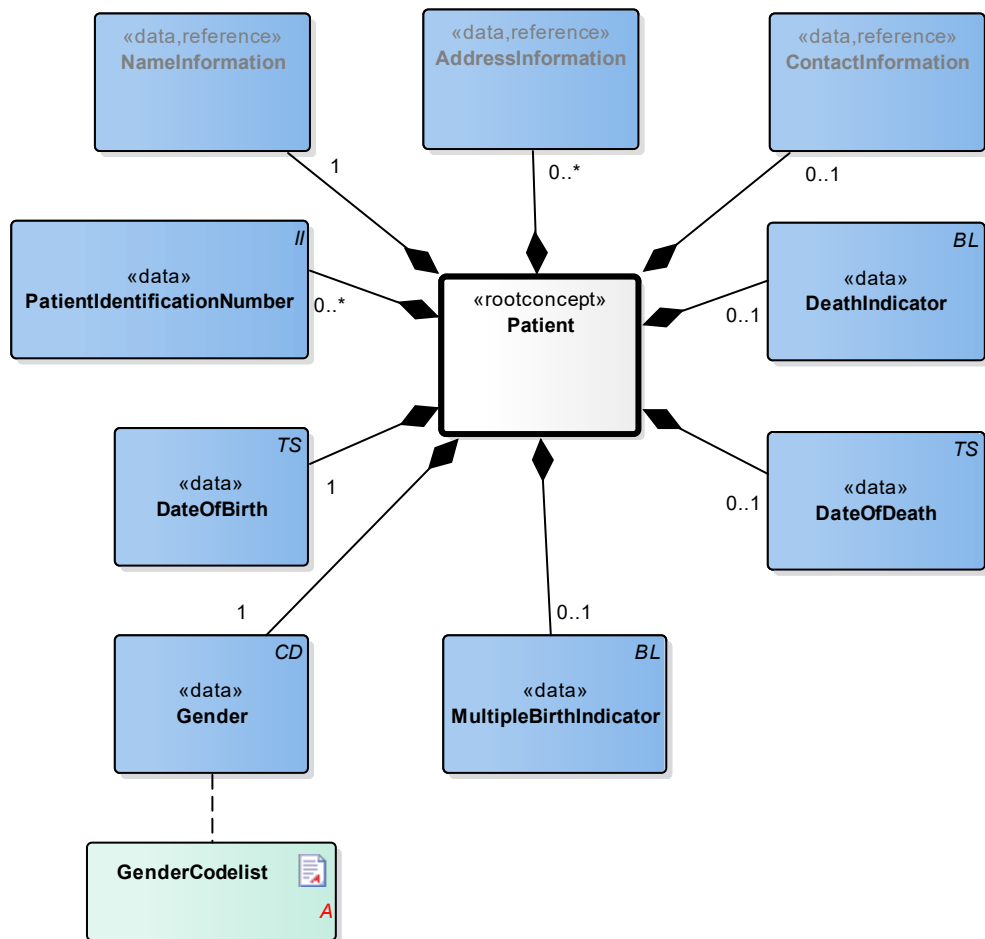 «data,reference»
NameInformation
«data,reference»
AddressInformation
«data,reference»
ContactInformation
1
0..*
0..1
II
«data»
PatientIdentificationNumber
0..*
«rootconcept»
Patient
BL
«data»
DeathIndicator
0..1
TS
«data»
DateOfBirth
1
TS
«data»
DateOfDeath
0..1
1
0..1
CD
«data»
Gender
BL
«data»
MultipleBirthIndicator
GenderCodelist
A
A